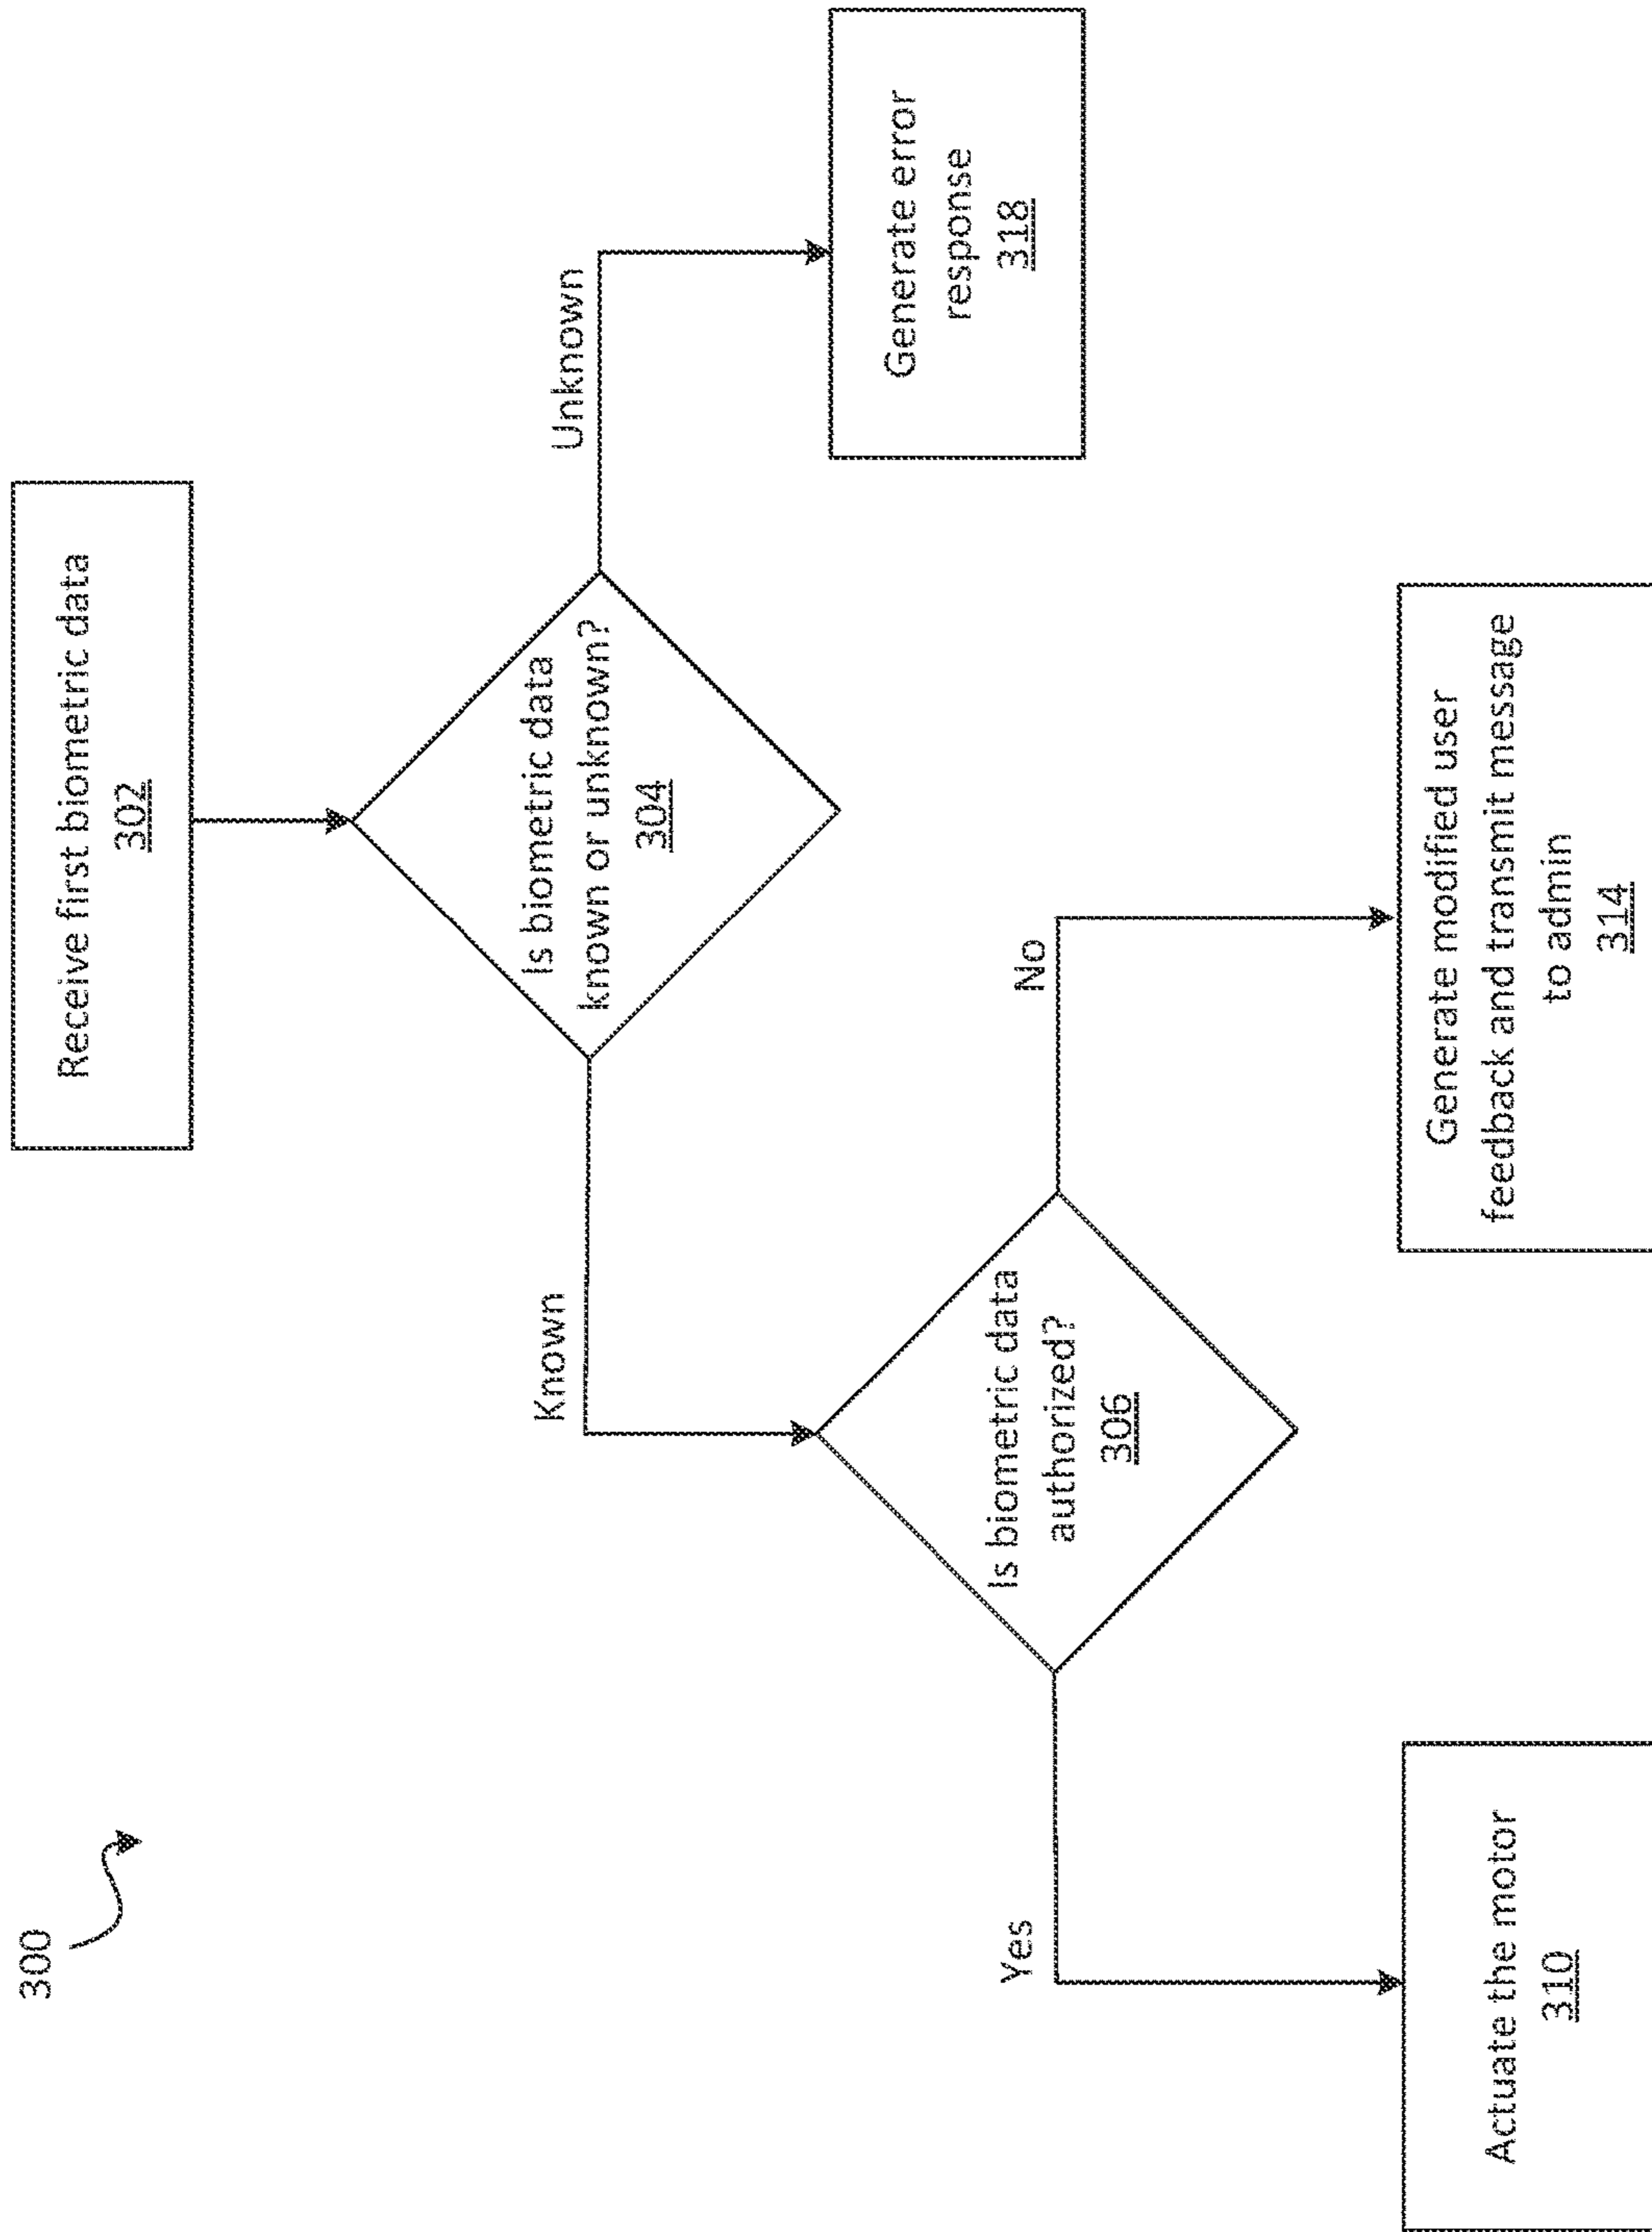 300
Receive first biometric data
302
Is biometric data
known or unknown?
304
Known
Unknown
Is biometric data
authorized?
306
Generate error
response
318
Yes
No
Actuate the motor
310
Generate modified user
feedback and transmit message
to admin
314